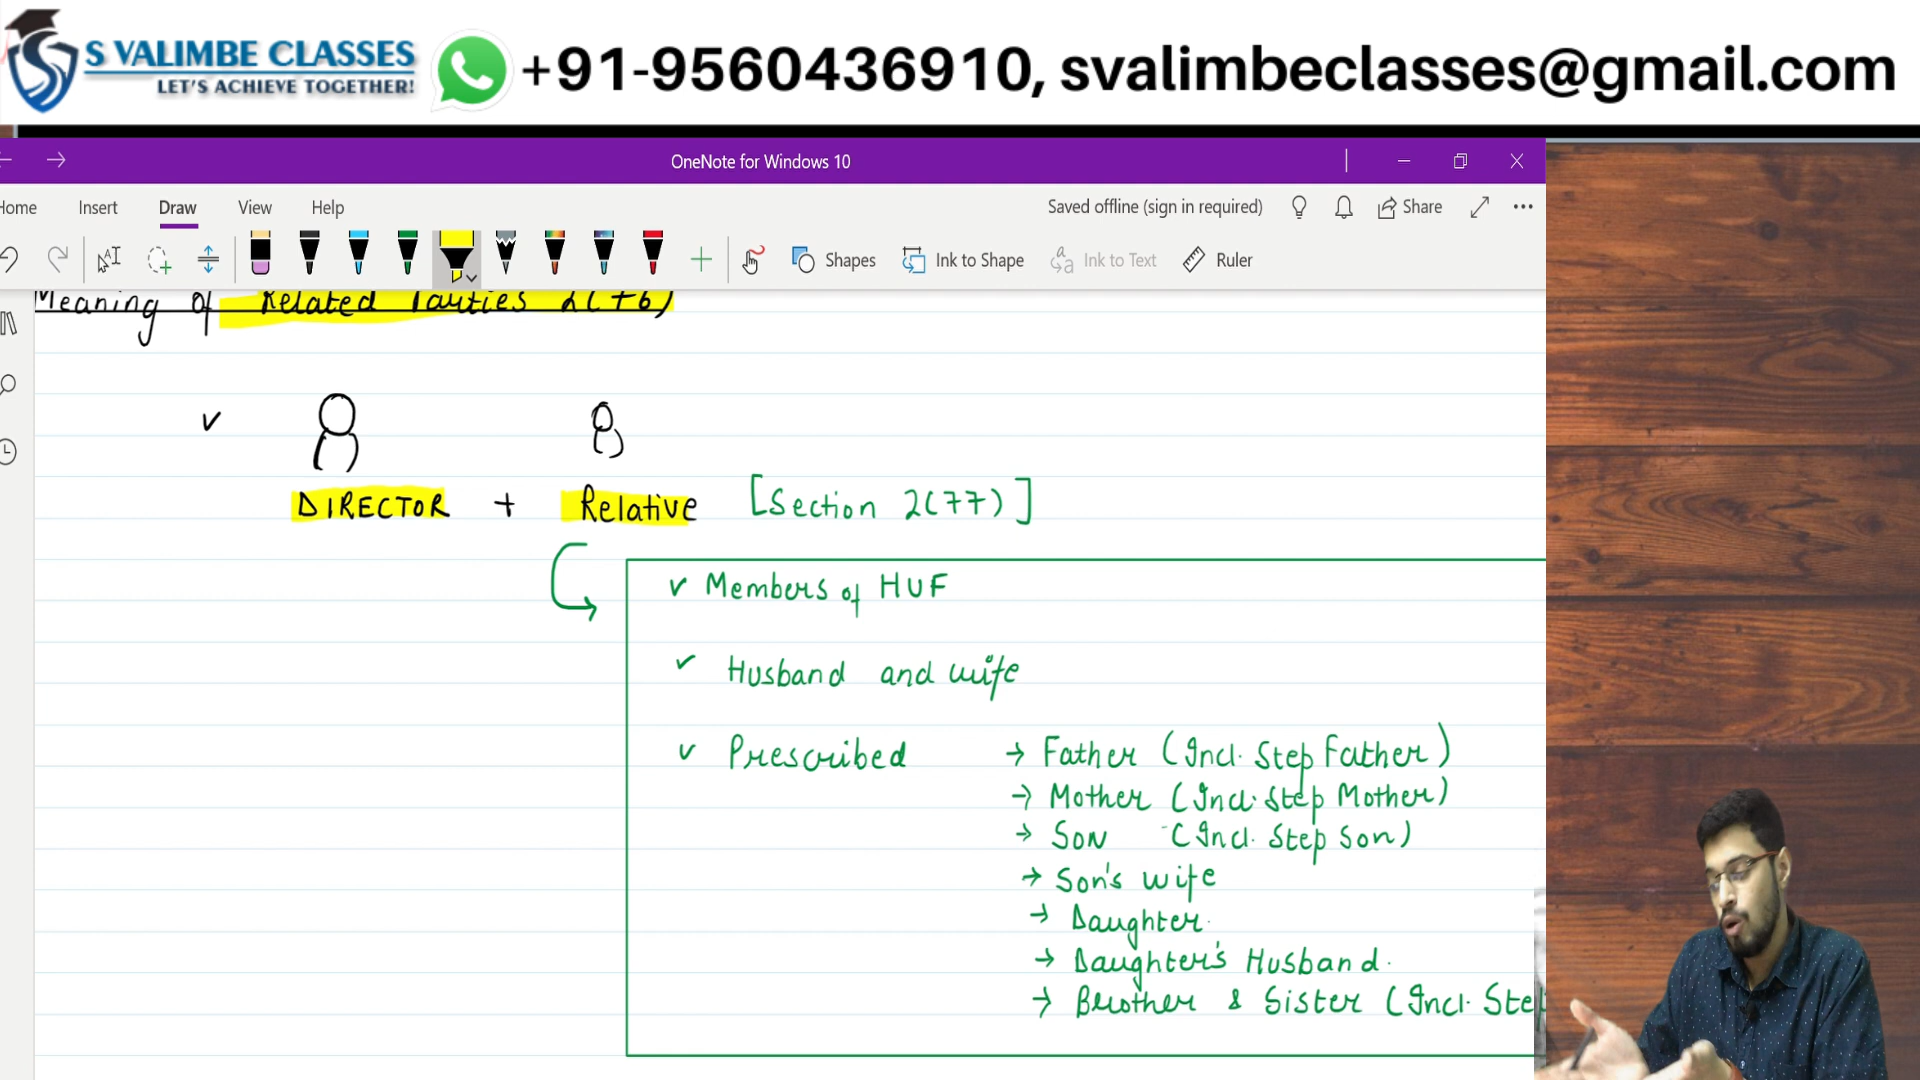 S VALIMBE CLASSES
LET'S ACHIEVE TOGETHER!
+91-9560436910, svalimbeclasses@gmail.com
OneNote for Windows 10
Home Insert Draw View Help
Saved offline (sign in required) Share
Shapes Ink to Shape Ink to Text Ruler
Meaning of Related Parties 2(76)
DIRECTOR + Relative [Section 2(77)]
✓ Members of HUF
✓ Husband and wife
✓ Prescribed → Father (Incl. Step Father)
→ Mother (Incl. Step Mother)
→ Son (Incl. Step Son)
→ Son's wife
→ Daughter.
→ Daughter's Husband.
→ Brother & Sister (Incl. Step